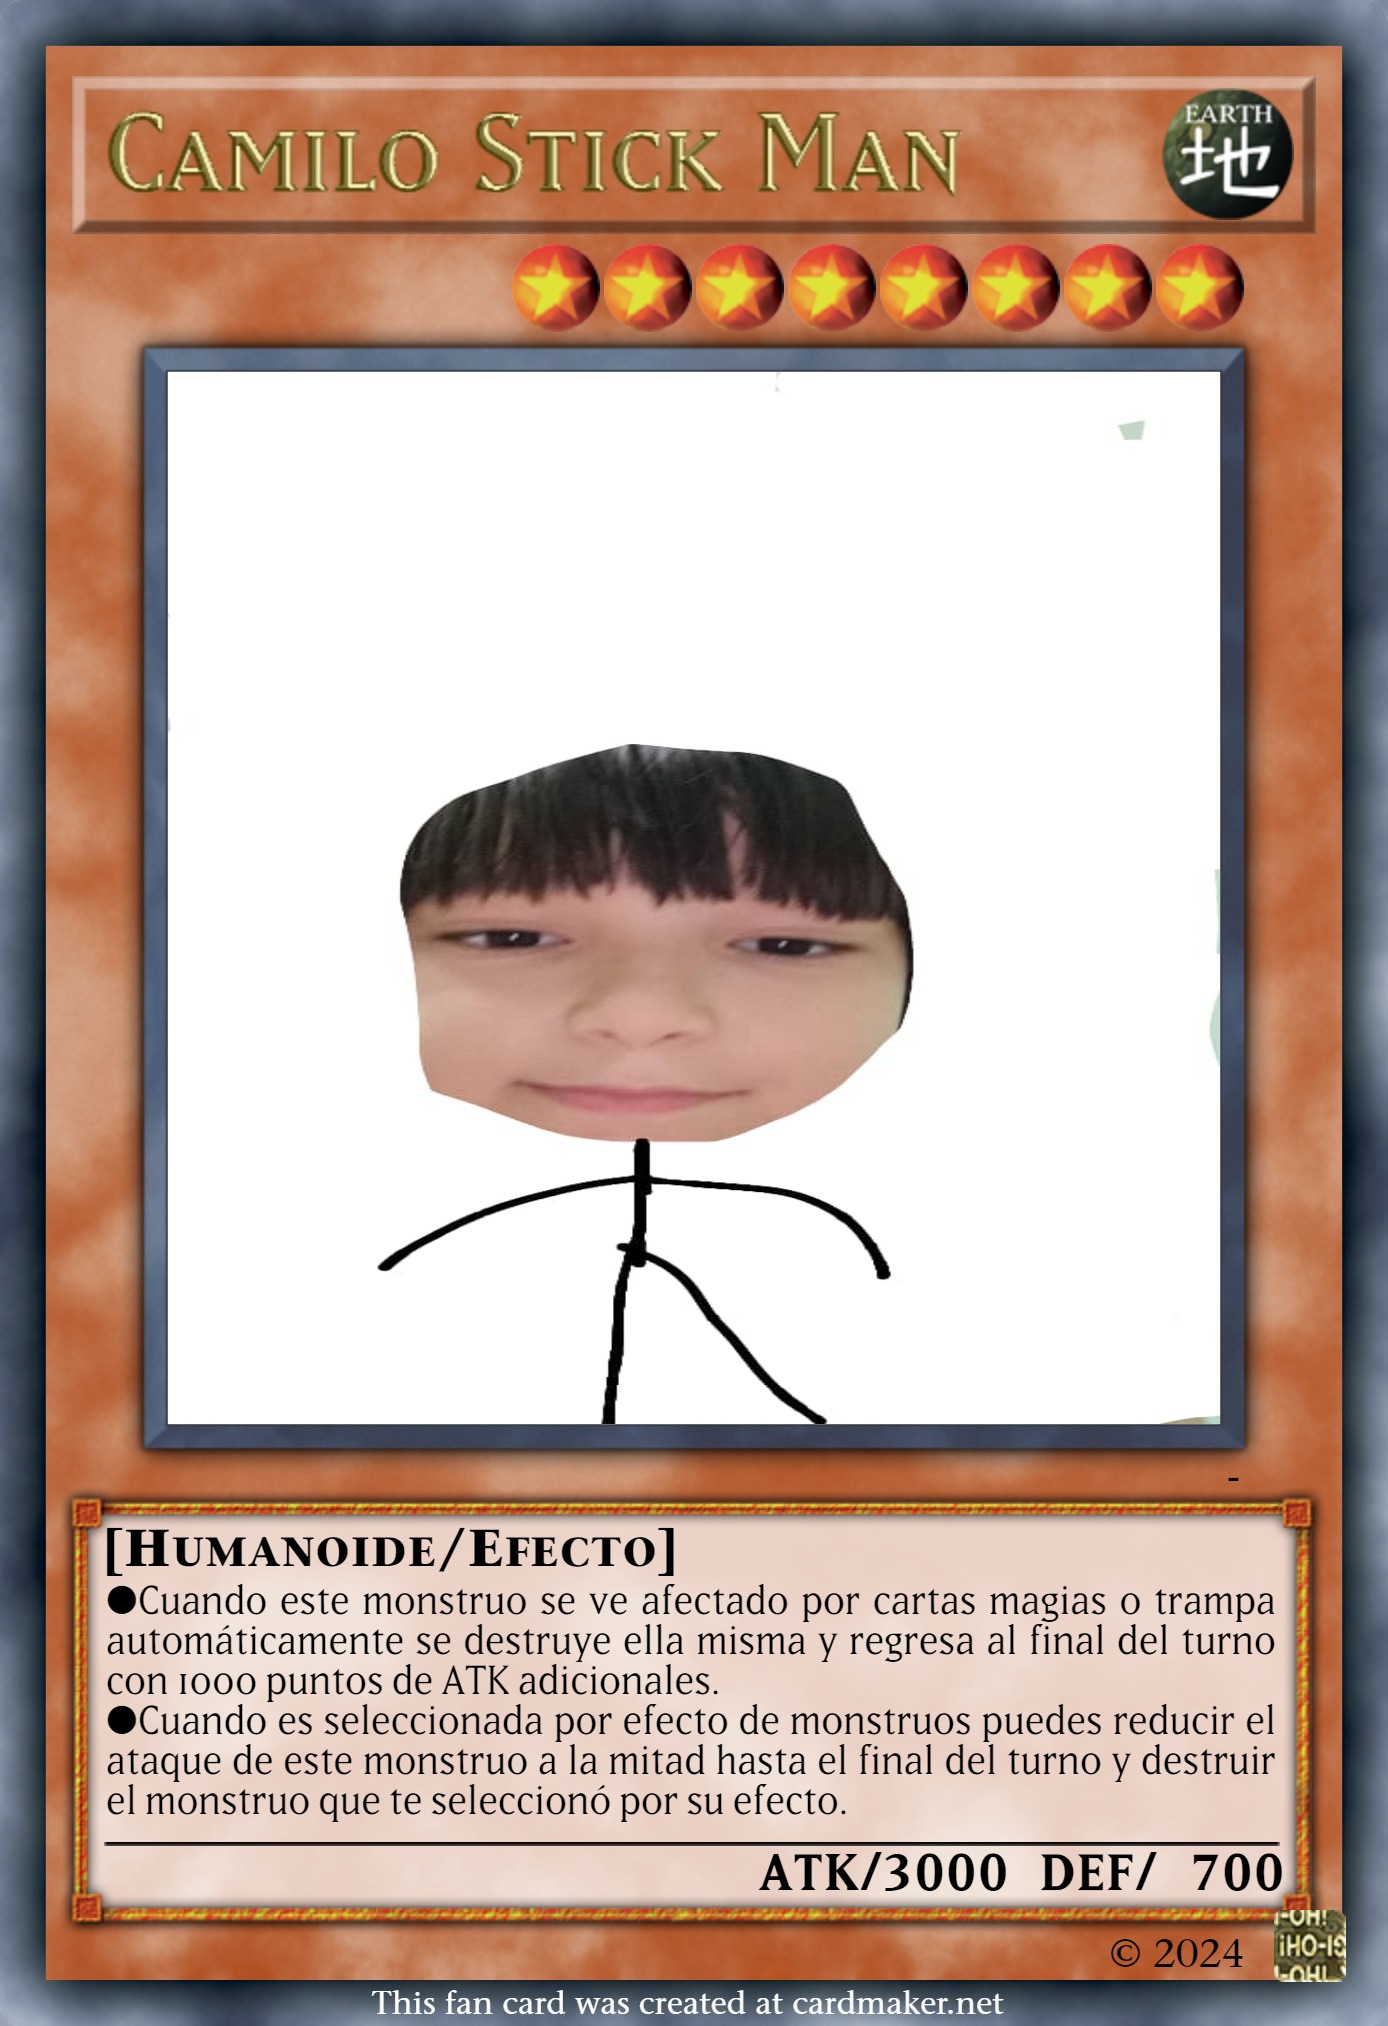 Camilo Stick Man
EARTH
地
-
[Humanoide/Efecto]
●Cuando este monstruo se ve afectado por cartas magias o trampa
automáticamente se destruye ella misma y regresa al final del turno
con 1000 puntos de ATK adicionales.
●Cuando es seleccionada por efecto de monstruos puedes reducir el
ataque de este monstruo a la mitad hasta el final del turno y destruir
el monstruo que te seleccionó por su efecto.
ATK/3000 DEF/ 700
© 2024
This fan card was created at cardmaker.net